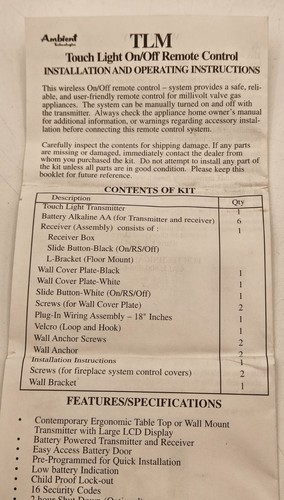 Ambient
Technologies
TLM
Touch Light On/Off Remote Control
INSTALLATION AND OPERATING INSTRUCTIONS
This wireless On/Off remote control – system provides a safe, reli-
able, and user-friendly remote control for millivolt valve gas
appliances. The system can be manually turned on and off with
the transmitter. Always check the appliance home owner's manual
for additional information, or warnings regarding accessory instal-
lation before connecting this remote control system.
Carefully inspect the contents for shipping damage. If any parts
are missing or damaged, immediately contact the dealer from
whom you purchased the kit. Do not attempt to install any part of
the kit unless all parts are in good condition. Please keep this
booklet for future reference.
CONTENTS OF KIT
Description Qty
Touch Light Transmitter 1
Battery Alkaline AA (for Transmitter and receiver) 6
Receiver (Assembly) consists of : 1
Receiver Box
Slide Button-Black (On/RS/Off)
L-Bracket (Floor Mount)
Wall Cover Plate-Black 1
Wall Cover Plate-White 1
Slide Button-White (On/RS/Off) 1
Screws (for Wall Cover Plate) 2
Plug-In Wiring Assembly – 18" Inches 1
Velcro (Loop and Hook) 1
Wall Anchor Screws 2
Wall Anchor 2
Installation Instructions 1
Screws (for fireplace system control covers) 2
Wall Bracket 1
FEATURES/SPECIFICATIONS
• Contemporary Ergonomic Table Top or Wall Mount
Transmitter with Large LCD Display
• Battery Powered Transmitter and Receiver
• Easy Access Battery Door
• Pre-Programmed for Quick Installation
• Low battery Indication
• Child Proof Lock-out
• 16 Security Codes
• 2 hour Shut Down (Optional)